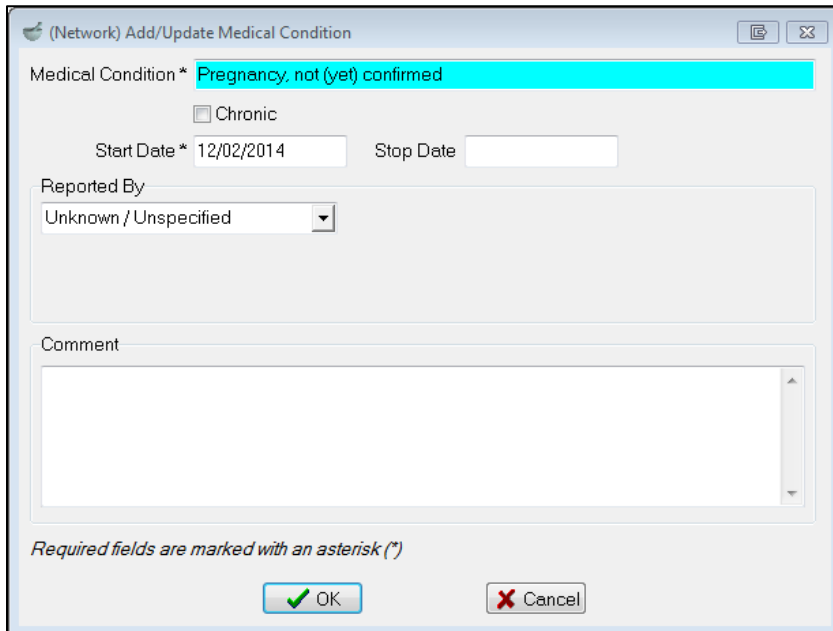 (Network) Add/Update Medical Condition
Medical Condition * Pregnancy, not (yet) confirmed
Chronic
Start Date * 12/02/2014 Stop Date
Reported By
Unknown / Unspecified
Comment
Required fields are marked with an asterisk (*)
OK Cancel